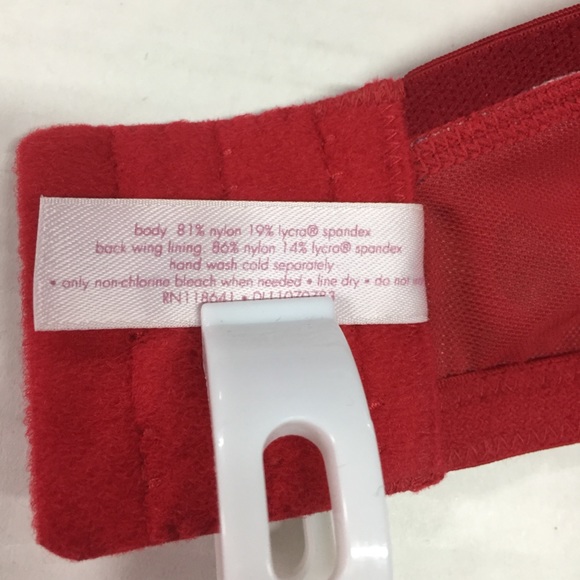 body 81% nylon 19% lycra® spandex
back wing lining 86% nylon 14% lycra® spandex
hand wash cold separately
• only non-chlorine bleach when needed • line dry • do not
RN118641 •